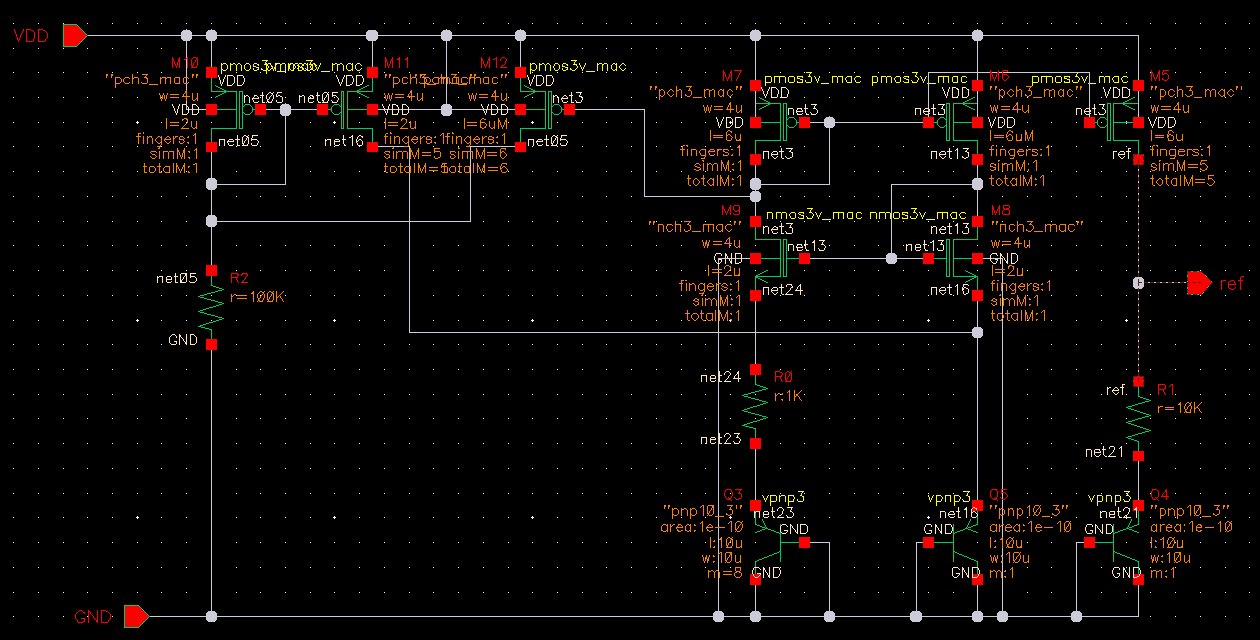 VDD
M10
pmos3v_mac
VDD
"pch3_mac"
w=4u
VDD
net05
l=2u
fingers:1
net05
simM:1
totalM:1
M11
pmos3v_mac
VDD
"pch3_mac"
w=4u
net05
VDD
l=2u
fingers:1
net16
simM=5
totalM=5
M12
pmos3v_mac
VDD
w=4u
VDD
net3
l=6uM
fingers:1
net05
simM=6
totalM=6
M7
pmos3v_mac
VDD
"pch3_mac"
w=4u
net3
VDD
l=6u
fingers:1
net3
simM:1
totalM:1
M6
pmos3v_mac
VDD
"pch3_mac"
w=4u
net3
VDD
l=6uM
fingers:1
net13
simM:1
totalM:1
M5
pmos3v_mac
VDD
"pch3_mac"
w=4u
net3
VDD
l=6u
fingers:1
ref
simM=5
totalM=5
M9
nmos3v_mac
"nch3_mac"
net3
w=4u
net13
GND
l=2u
fingers:1
net24
simM:1
totalM:1
M8
nmos3v_mac
"nch3_mac"
net13
w=4u
net13
GND
l=2u
fingers:1
net16
simM:1
totalM:1
net05
R2
r=100K
GND
ref
net24
R0
r:1K
net23
ref
R1
r=10K
net21
Q3
vpnp3
"pnp10_3"
net23
area:1e-10
GND
l:10u
w:10u
m=8
GND
Q5
vpnp3
"pnp10_3"
net16
area:1e-10
GND
l:10u
w:10u
GND
m:1
Q4
vpnp3
"pnp10_3"
net21
area:1e-10
GND
l:10u
w:10u
GND
m:1
GND